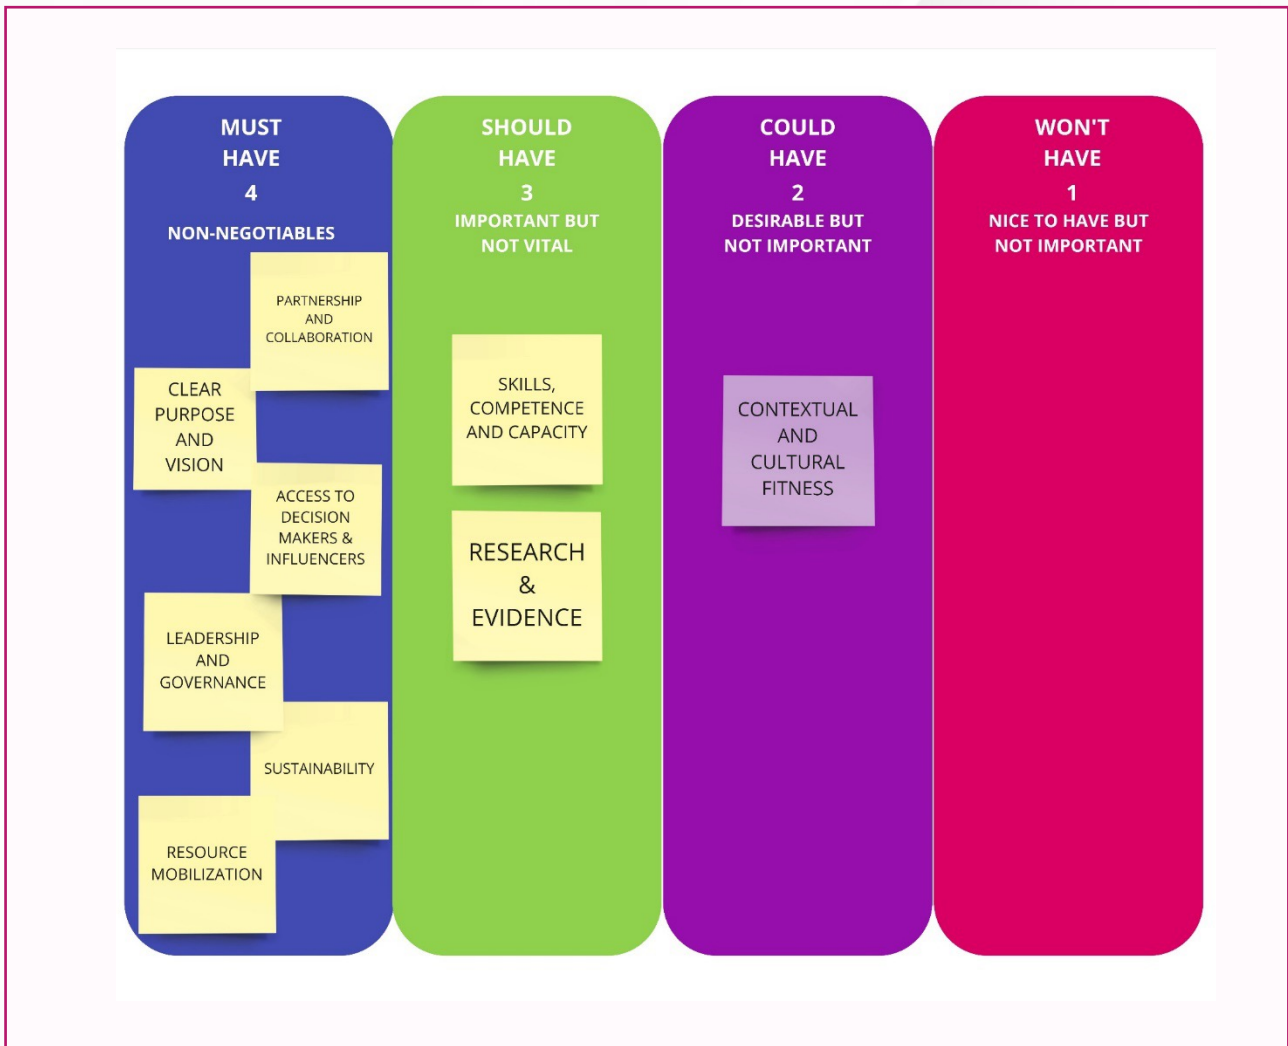 MUST
HAVE
4
NON-NEGOTIABLES
PARTNERSHIP
AND
COLLABORATION
CLEAR
PURPOSE
AND
VISION
ACCESS TO
DECISION
MAKERS &
INFLUENCERS
LEADERSHIP
AND
GOVERNANCE
SUSTAINABILITY
RESOURCE
MOBILIZATION
SHOULD
HAVE
3
IMPORTANT BUT
NOT VITAL
SKILLS,
COMPETENCE
AND CAPACITY
RESEARCH
&
EVIDENCE
COULD
HAVE
2
DESIRABLE BUT
NOT IMPORTANT
CONTEXTUAL
AND
CULTURAL
FITNESS
WON'T
HAVE
1
NICE TO HAVE BUT
NOT IMPORTANT